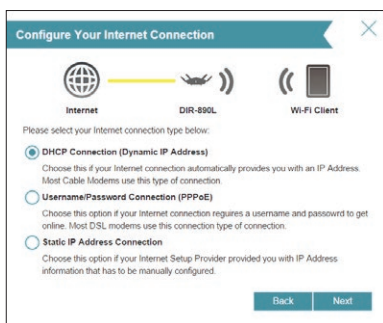 Configure Your Internet Connection
Internet
DIR-890L
Wi-Fi Client
Please select your Internet connection type below:
DHCP Connection (Dynamic IP Address)
Choose this if your Internet connection automatically provides you with an IP Address.
Most Cable Modems use this type of connection.
Username/Password Connection (PPPoE)
Choose this option if your Internet connection requires a username and passowrd to get
online. Most DSL modems use this connection type of connection.
Static IP Address Connection
Choose this option if your Internet Setup Provider provided you with IP Address
information that has to be manually configured.
Back
Next